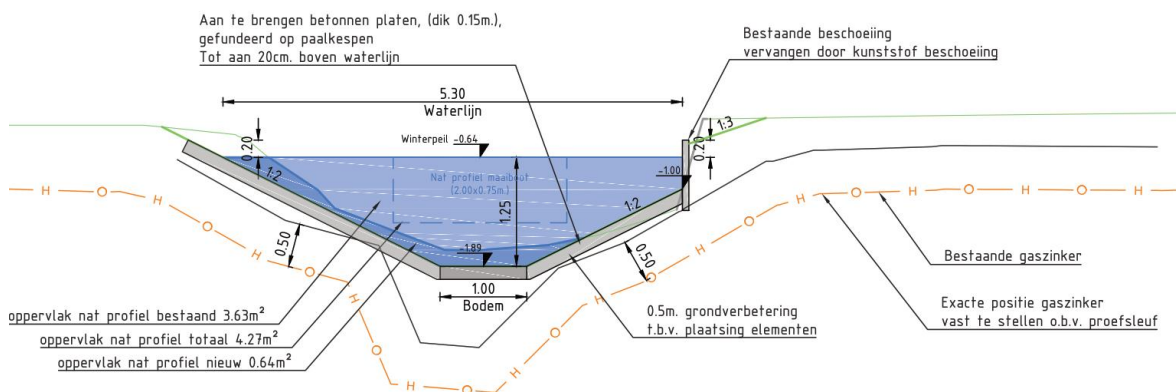 Aan te brengen betonnen platen, (dik 0.15m.),
gefundeerd op paalkespen
Tot aan 20cm. boven waterlijn
Bestaande beschoeiing
vervangen door kunststof beschoeiing
5.30
Waterlijn
1:3
0.20
0.20
Winterpeil -0.64
1:2
Nat profiel maaiboot
(2.00x0.75m.)
-1.00
1.25
1:2
-1.89
0.50
0.50
H
O
H
O
H
O
H
O
H
O
H
O
H
O
H
O
H
O
H
O
H
O
H
Bestaande gaszinker
1.00
Bodem
oppervlak nat profiel bestaand 3.63m²
oppervlak nat profiel totaal 4.27m²
oppervlak nat profiel nieuw 0.64m²
0.5m. grondverbetering
t.b.v. plaatsing elementen
Exacte positie gaszinker
vast te stellen o.b.v. proefsleuf